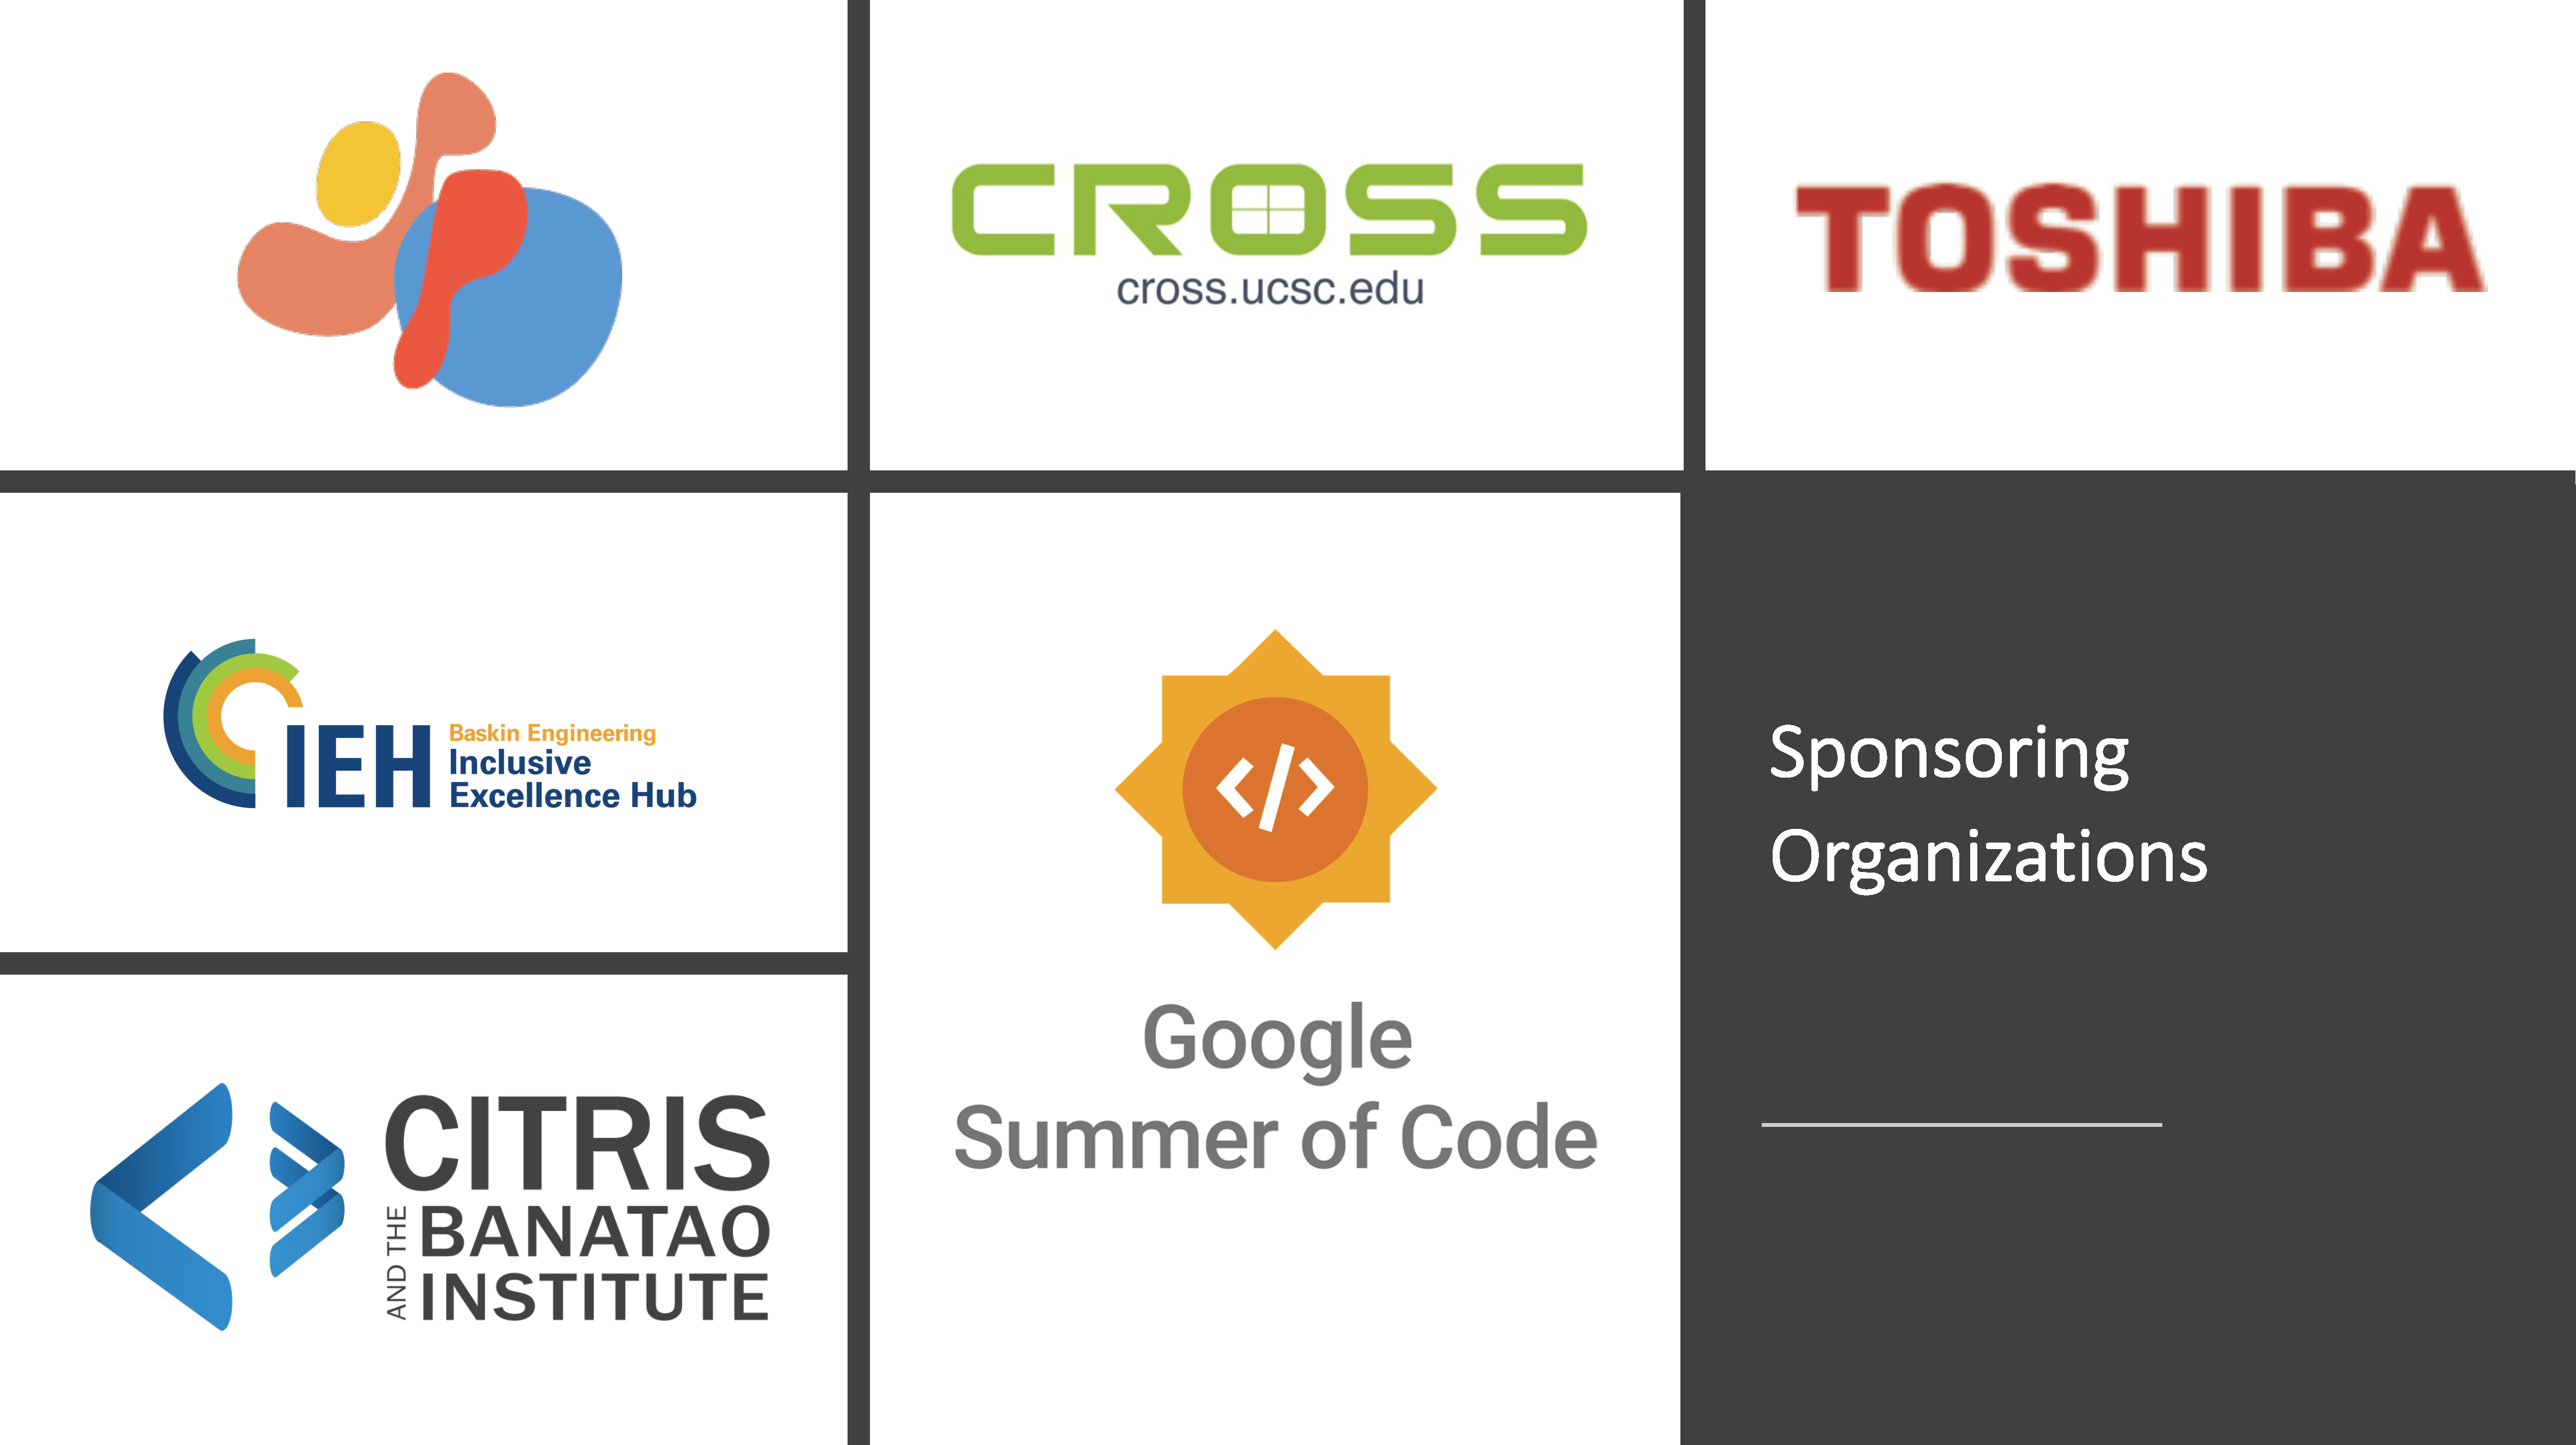 CROSS
cross.ucsc.edu
TOSHIBA
IEH
Baskin Engineering
Inclusive
Excellence Hub
</>
Google
Summer of Code
Sponsoring
Organizations
CITRIS
AND THE
BANATAO
INSTITUTE